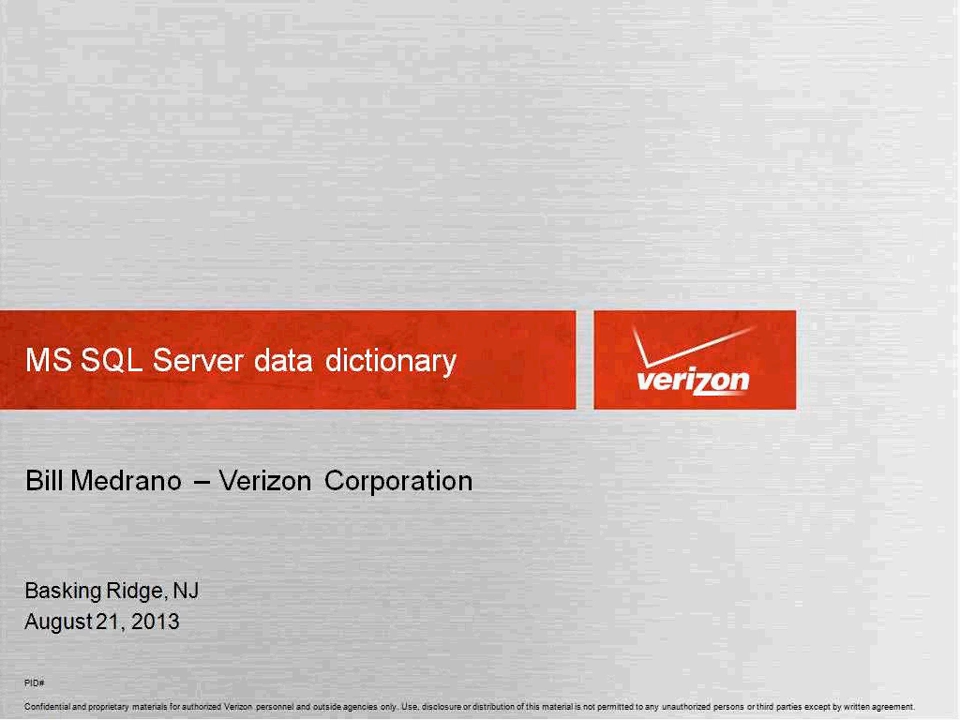 MS SQL Server data dictionary
verizon
Bill Medrano – Verizon Corporation
Basking Ridge, NJ
August 21, 2013
PID#
Confidential and proprietary materials for authorized Verizon personnel and outside agencies only. Use, disclosure or distribution of this material is not permitted to any unauthorized persons or third parties except by written agreement.